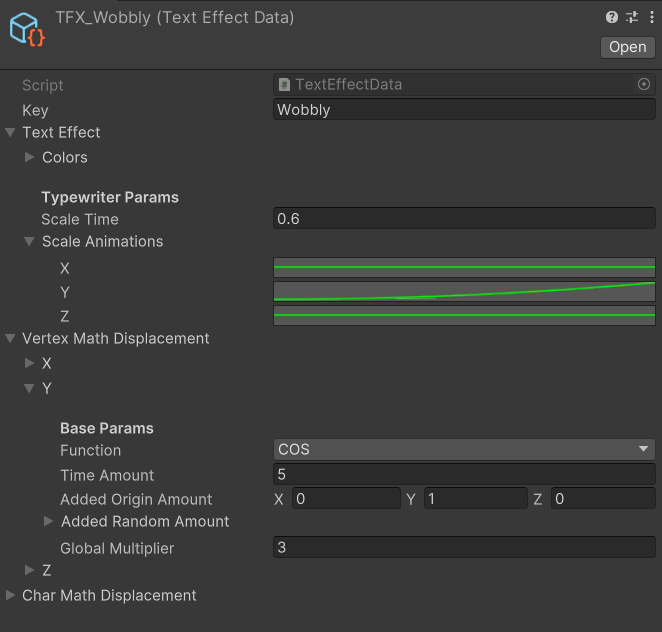 TFX_Wobbly (Text Effect Data)
Open
Script TextEffectData
Key Wobbly
Text Effect
Colors
Typewriter Params
Scale Time 0.6
Scale Animations
X
Y
Z
Vertex Math Displacement
X
Y
Base Params
Function COS
Time Amount 5
Added Origin Amount X 0 Y 1 Z 0
Added Random Amount
Global Multiplier 3
Z
Char Math Displacement